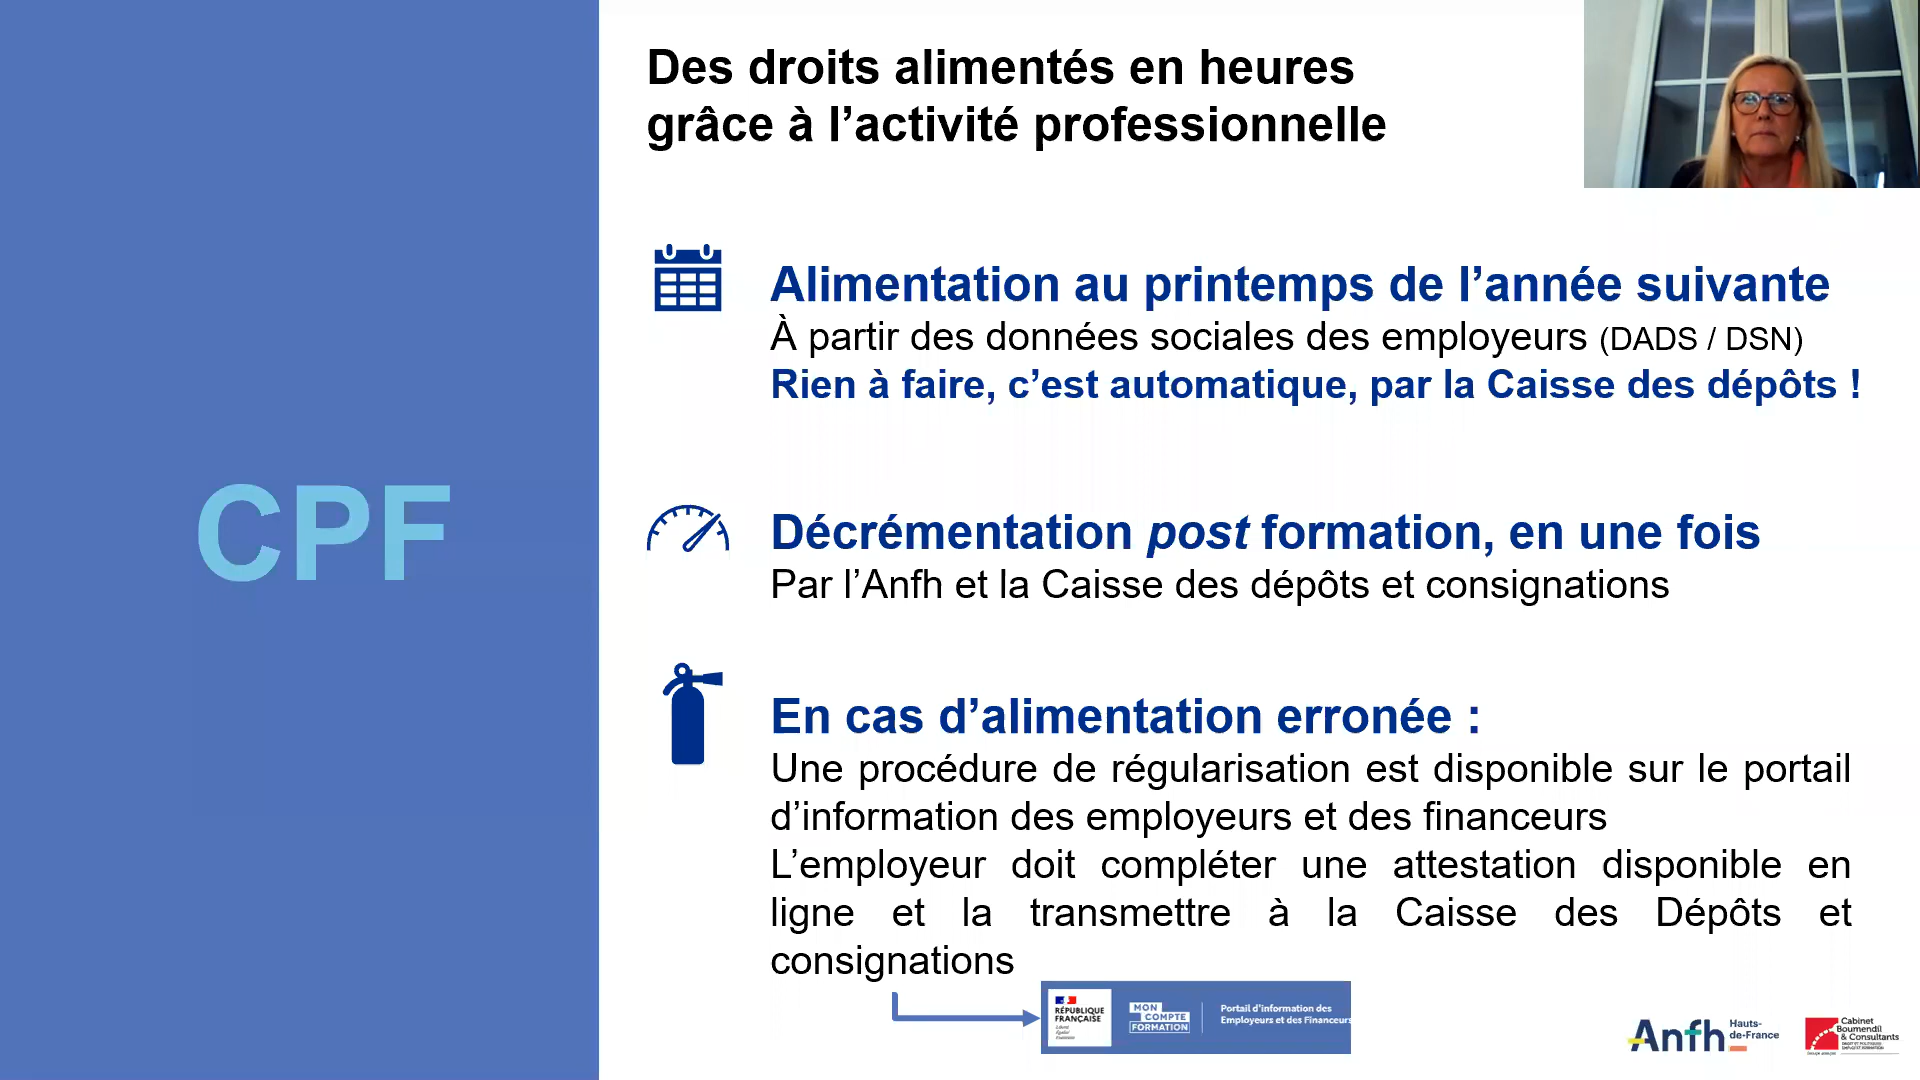 Des droits alimentés en heures
grâce à l’activité professionnelle
Alimentation au printemps de l’année suivante
À partir des données sociales des employeurs (DADS / DSN)
Rien à faire, c’est automatique, par la Caisse des dépôts !
CPF
Décrémentation post formation, en une fois
Par l’Anfh et la Caisse des dépôts et consignations
En cas d’alimentation erronée :
Une procédure de régularisation est disponible sur le portail
d’information des employeurs et des financeurs
L’employeur doit compléter une attestation disponible en
ligne et la transmettre à la Caisse des Dépôts et
consignations
RÉPUBLIQUE
FRANÇAISE
Liberté
Égalité
Fraternité
MON
COMPTE
FORMATION
Portail d’information des
Employeurs et des Financeurs
Anfh
Hauts-
de-France
Cabinet
Boumendil
& Consultants